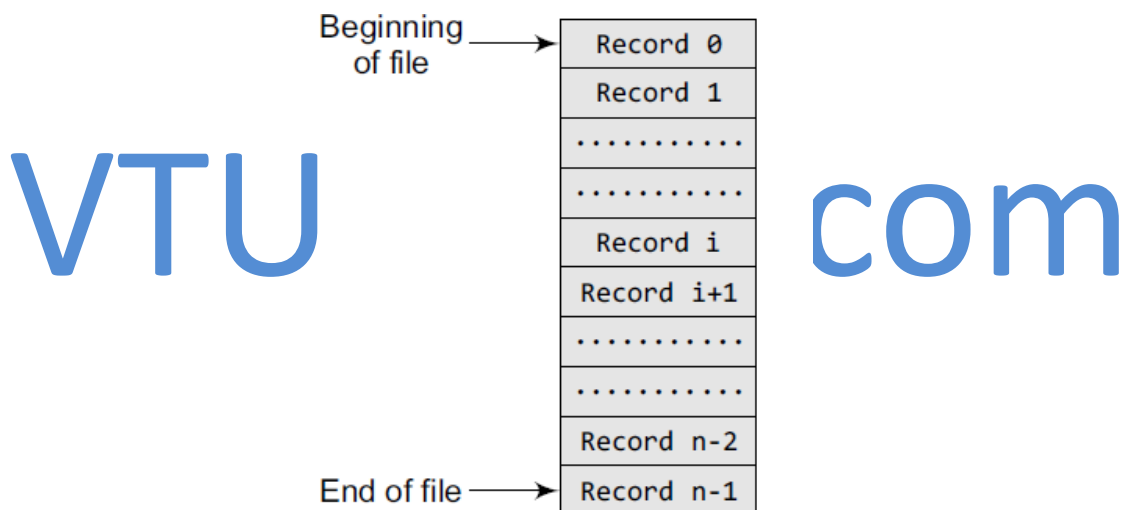 Beginning
of file
Record 0
Record 1
...........
...........
VTU
com
Record i
Record i+1
...........
...........
Record n-2
End of file
Record n-1